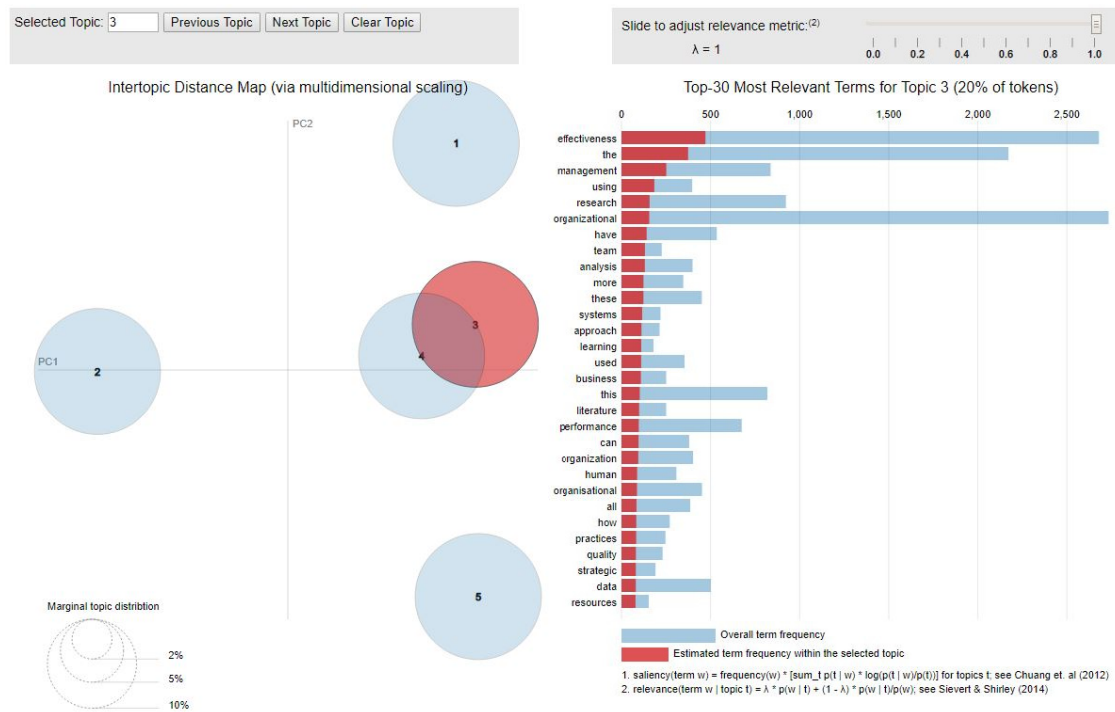 Selected Topic: 3 Previous Topic Next Topic Clear Topic
Slide to adjust relevance metric:(2)
λ = 1
0.0 0.2 0.4 0.6 0.8 1.0
Intertopic Distance Map (via multidimensional scaling)
PC2
PC1
1
2
3
4
5
Marginal topic distribtion
2%
5%
10%
Top-30 Most Relevant Terms for Topic 3 (20% of tokens)
0 500 1,000 1,500 2,000 2,500
effectiveness
the
management
using
research
organizational
have
team
analysis
more
these
systems
approach
learning
used
business
this
literature
performance
can
organization
human
organisational
all
how
practices
quality
strategic
data
resources
Overall term frequency
Estimated term frequency within the selected topic
1. saliency(term w) = frequency(w) * [sum_t p(t | w) * log(p(t | w)/p(t))] for topics t; see Chuang et. al (2012)
2. relevance(term w | topic t) = λ * p(w | t) + (1 - λ) * p(w | t)/p(w); see Sievert & Shirley (2014)